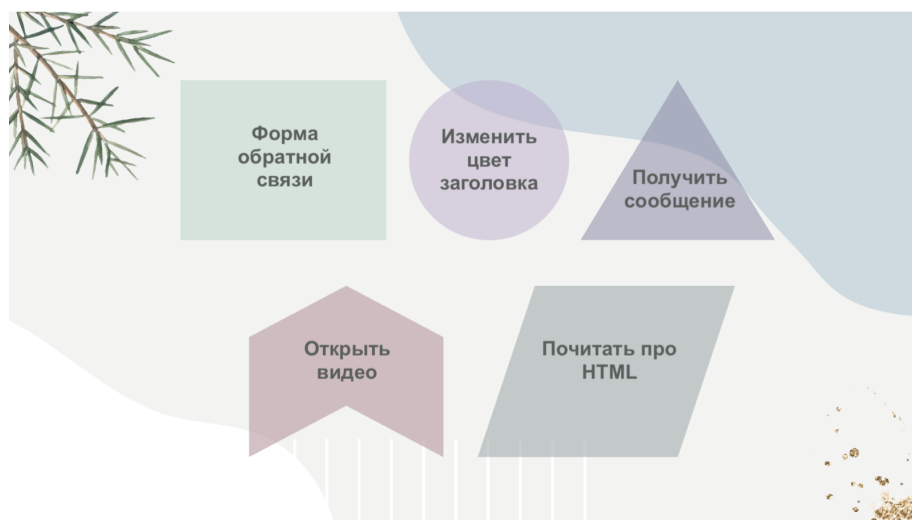 Форма
обратной
связи
Изменить
цвет
заголовка
Получить
сообщение
Открыть
видео
Почитать про
HTML